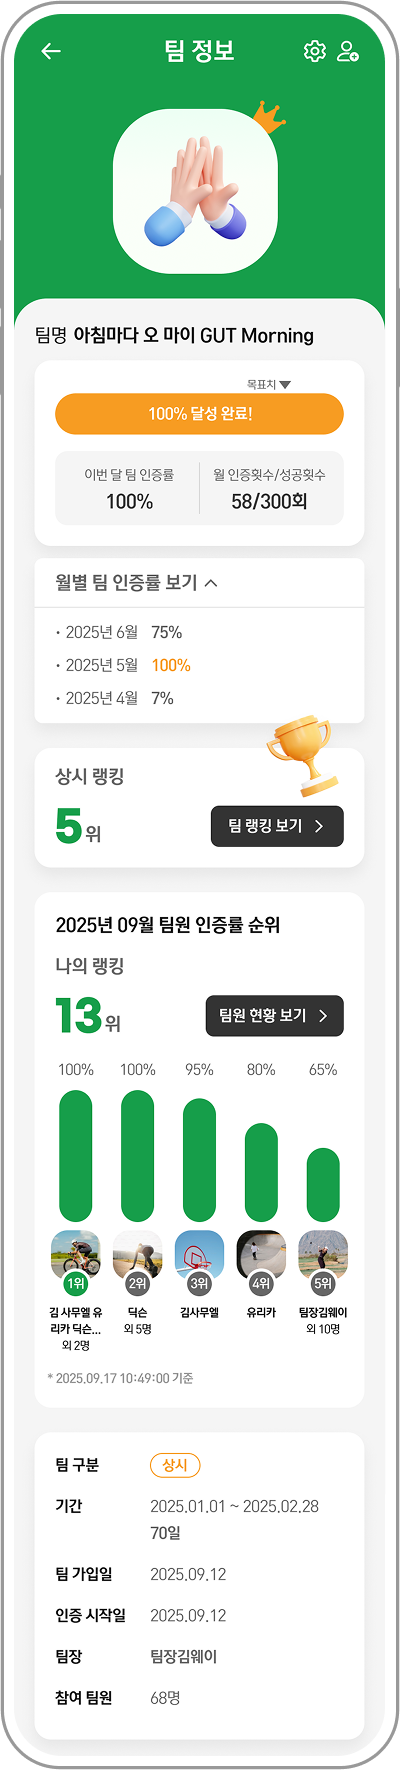 팀 정보
팀명 아침마다 오 마이 GUT Morning
목표치▼
100% 달성 완료!
이번 달 팀 인증률
100%
월 인증횟수/성공횟수
58/300회
월별 팀 인증률 보기
· 2025년 6월 75%
· 2025년 5월 100%
· 2025년 4월 7%
상시 랭킹
5위
팀 랭킹 보기
2025년 09월 팀원 인증률 순위
나의 랭킹
13위
팀원 현황 보기
100% 100% 95% 80% 65%
1위 2위 3위 4위 5위
김 사무엘 유리카 딕슨...
외 2명
딕슨
외 5명
김사무엘
유리카
팀장김웨이
외 10명
* 2025.09.17 10:49:00 기준
팀 구분 상시
기간 2025.01.01 ~ 2025.02.28
70일
팀 가입일 2025.09.12
인증 시작일 2025.09.12
팀장 팀장김웨이
참여 팀원 68명